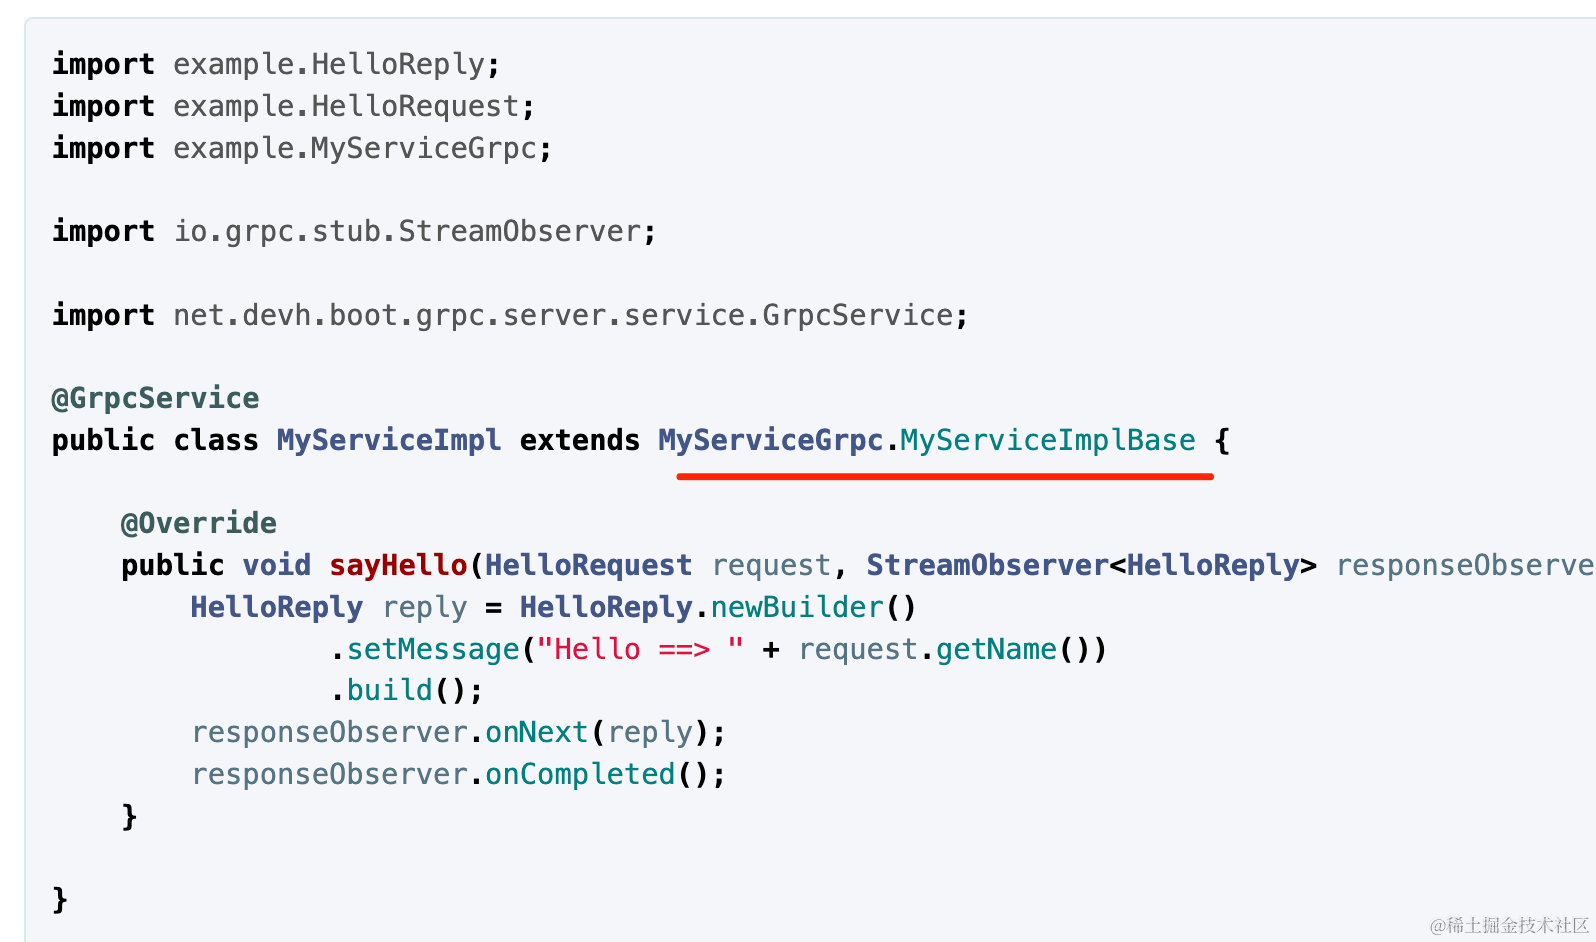 import example.HelloReply;
import example.HelloRequest;
import example.MyServiceGrpc;
import io.grpc.stub.StreamObserver;
import net.devh.boot.grpc.server.service.GrpcService;
@GrpcService
public class MyServiceImpl extends MyServiceGrpc.MyServiceImplBase {
@Override
public void sayHello(HelloRequest request, StreamObserver<HelloReply> responseObserve
HelloReply reply = HelloReply.newBuilder()
.setMessage("Hello ==> " + request.getName())
.build();
responseObserver.onNext(reply);
responseObserver.onCompleted();
}
}
@稀土掘金技术社区